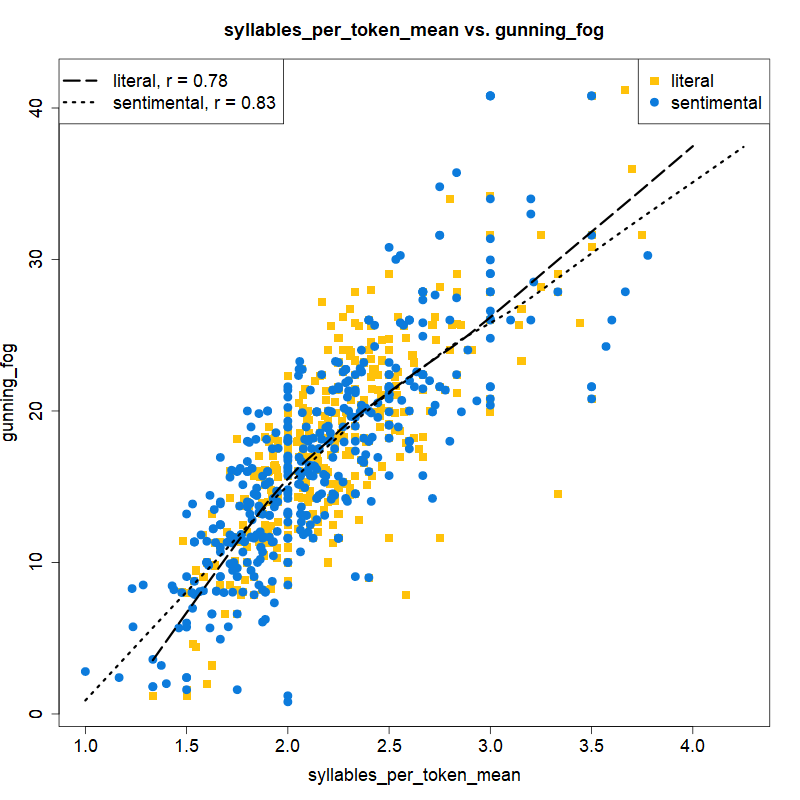 syllables_per_token_mean vs. gunning_fog
literal, r = 0.78
sentimental, r = 0.83
literal
sentimental
40
30
20
10
0
gunning_fog
1.0 1.5 2.0 2.5 3.0 3.5 4.0
syllables_per_token_mean